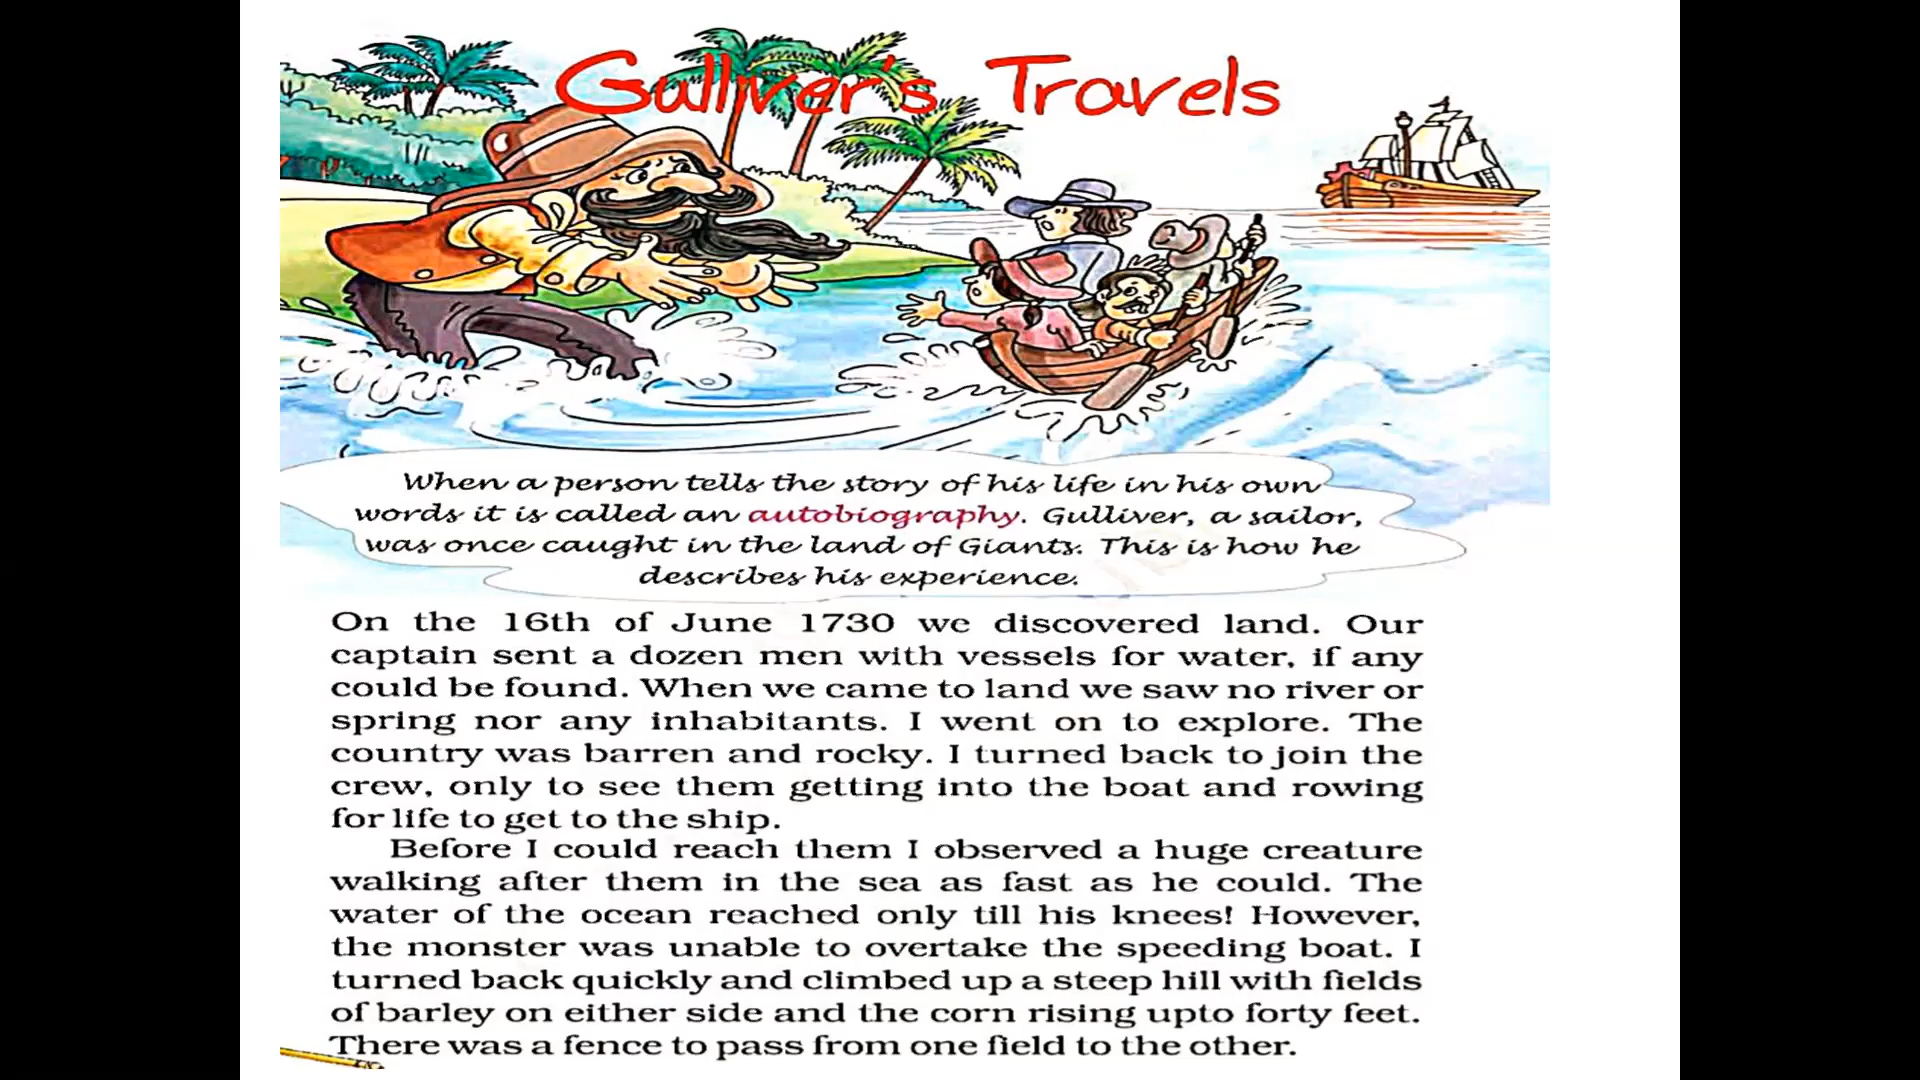 Gulliver's Travels
When a person tells the story of his life in his own
words it is called an autobiography. Gulliver, a sailor,
was once caught in the land of Giants. This is how he
describes his experience.
On the 16th of June 1730 we discovered land. Our
captain sent a dozen men with vessels for water, if any
could be found. When we came to land we saw no river or
spring nor any inhabitants. I went on to explore. The
country was barren and rocky. I turned back to join the
crew, only to see them getting into the boat and rowing
for life to get to the ship.
Before I could reach them I observed a huge creature
walking after them in the sea as fast as he could. The
water of the ocean reached only till his knees! However,
the monster was unable to overtake the speeding boat. I
turned back quickly and climbed up a steep hill with fields
of barley on either side and the corn rising upto forty feet.
There was a fence to pass from one field to the other.